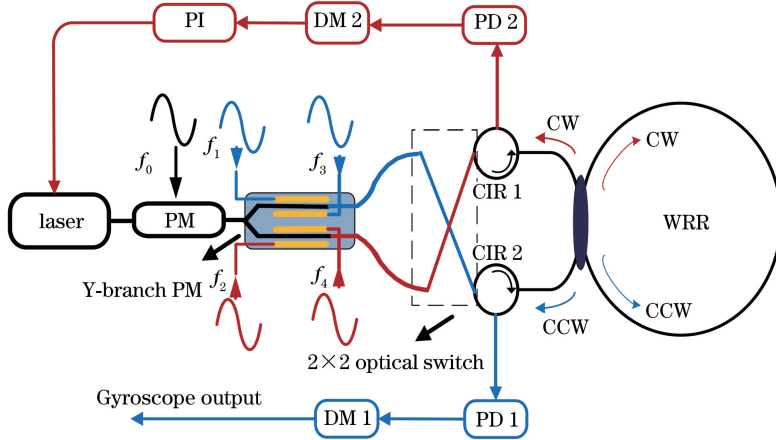 PI
DM 2
PD 2
f0
f1
f3
CW
CW
CIR 1
laser
PM
WRR
CIR 2
Y-branch PM
f2
f4
CCW
CCW
2×2 optical switch
Gyroscope output
DM 1
PD 1